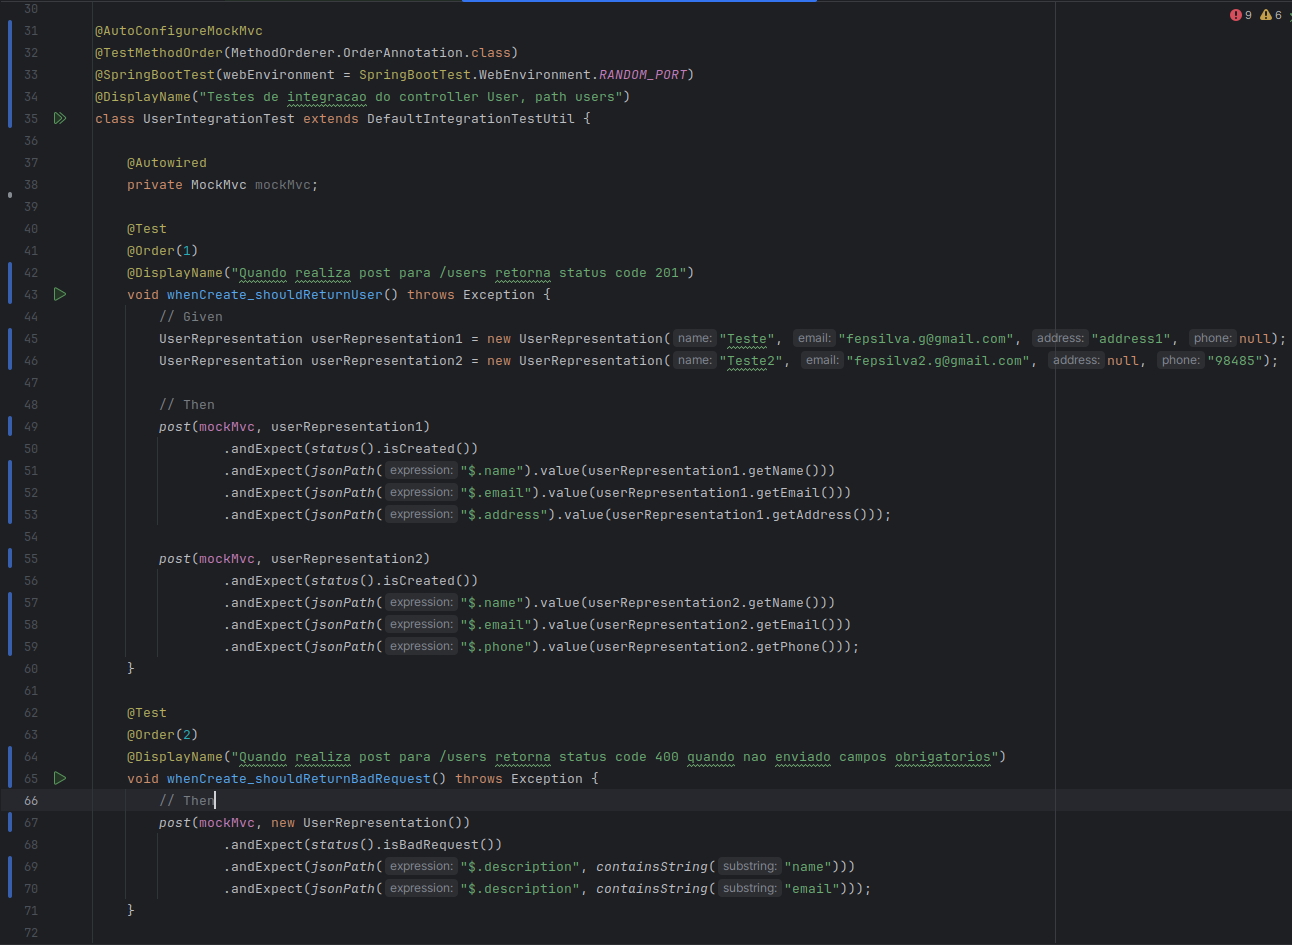 30
9 6
31 @AutoConfigureMockMvc
32 @TestMethodOrder(MethodOrderer.OrderAnnotation.class)
33 @SpringBootTest(webEnvironment = SpringBootTest.WebEnvironment.RANDOM_PORT)
34 @DisplayName("Testes de integracao do controller User, path users")
35 class UserIntegrationTest extends DefaultIntegrationTestUtil {
36
37 @Autowired
38 private MockMvc mockMvc;
39
40 @Test
41 @Order(1)
42 @DisplayName("Quando realiza post para /users retorna status code 201")
43 void whenCreate_shouldReturnUser() throws Exception {
44 // Given
45 UserRepresentation userRepresentation1 = new UserRepresentation( name: "Teste", email: "fepsilva.g@gmail.com", address: "address1", phone: null);
46 UserRepresentation userRepresentation2 = new UserRepresentation( name: "Teste2", email: "fepsilva2.g@gmail.com", address: null, phone: "98485");
47
48 // Then
49 post(mockMvc, userRepresentation1)
50 .andExpect(status().isCreated())
51 .andExpect(jsonPath( expression: "$.name").value(userRepresentation1.getName()))
52 .andExpect(jsonPath( expression: "$.email").value(userRepresentation1.getEmail()))
53 .andExpect(jsonPath( expression: "$.address").value(userRepresentation1.getAddress()));
54
55 post(mockMvc, userRepresentation2)
56 .andExpect(status().isCreated())
57 .andExpect(jsonPath( expression: "$.name").value(userRepresentation2.getName()))
58 .andExpect(jsonPath( expression: "$.email").value(userRepresentation2.getEmail()))
59 .andExpect(jsonPath( expression: "$.phone").value(userRepresentation2.getPhone()));
60 }
61
62 @Test
63 @Order(2)
64 @DisplayName("Quando realiza post para /users retorna status code 400 quando nao enviado campos obrigatorios")
65 void whenCreate_shouldReturnBadRequest() throws Exception {
66 // Then
67 post(mockMvc, new UserRepresentation())
68 .andExpect(status().isBadRequest())
69 .andExpect(jsonPath( expression: "$.description", containsString( substring: "name")))
70 .andExpect(jsonPath( expression: "$.description", containsString( substring: "email")));
71 }
72